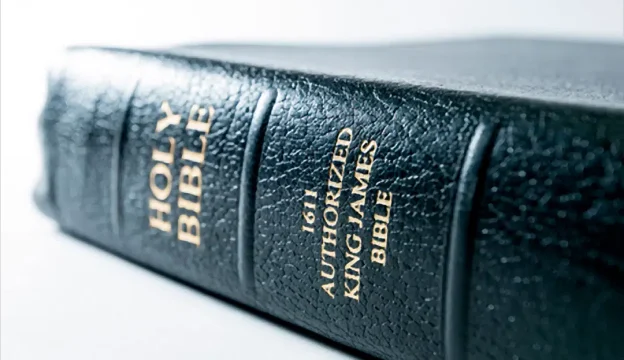 HOLY
BIBLE
1611
AUTHORIZED
KING JAMES
BIBLE